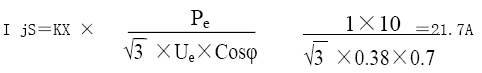 I jS=KX × Pe / √3 ×Ue×Cosφ 1×10 / √3 ×0.38×0.7 =21.7A